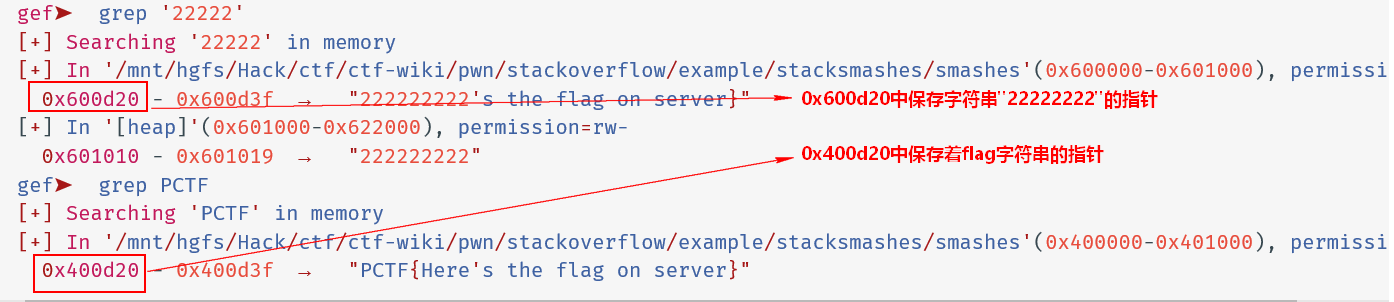 gef➤  grep '22222'
[+] Searching '22222' in memory
[+] In '/mnt/hgfs/Hack/ctf/ctf-wiki/pwn/stackoverflow/example/stacksmashes/smashes'(0x600000-0x601000), permissi
0x600d20 - 0x600d3f  →   "222222222's the flag on server}" 0x600d20中保存字符串"22222222"的指针
[+] In '[heap]'(0x601000-0x622000), permission=rw-
0x601010 - 0x601019  →   "222222222" 0x400d20中保存着flag字符串的指针
gef➤  grep PCTF
[+] Searching 'PCTF' in memory
[+] In '/mnt/hgfs/Hack/ctf/ctf-wiki/pwn/stackoverflow/example/stacksmashes/smashes'(0x400000-0x401000), permissi
0x400d20 - 0x400d3f  →   "PCTF{Here's the flag on server}"